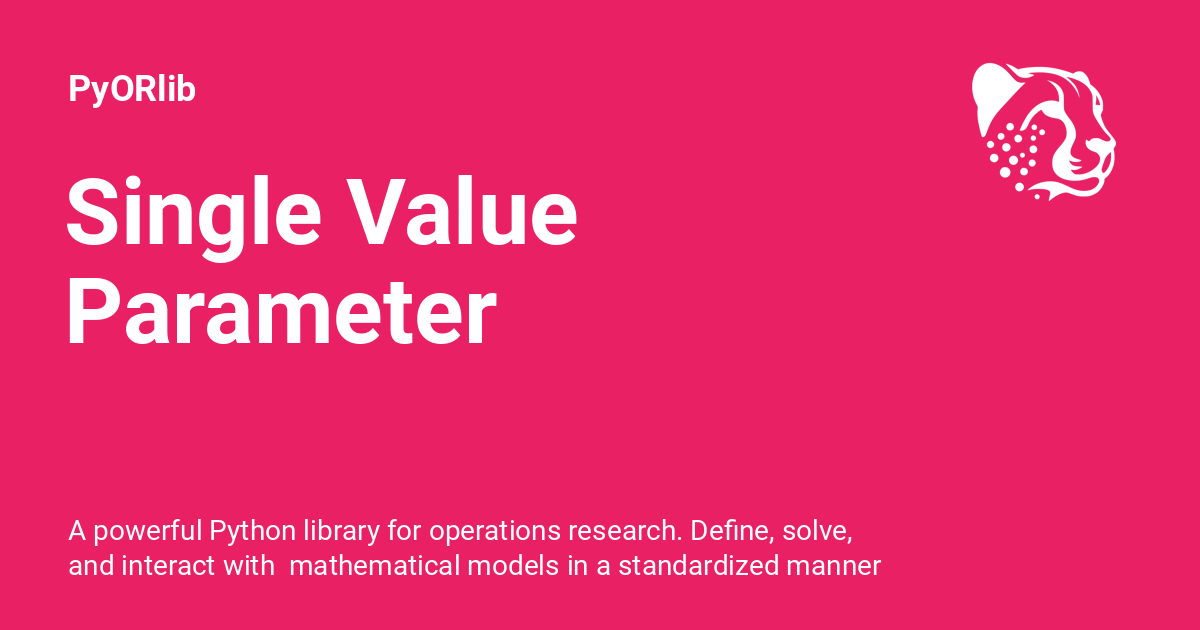 PyORlib
Single Value
Parameter
A powerful Python library for operations research. Define, solve,
and interact with  mathematical models in a standardized manner